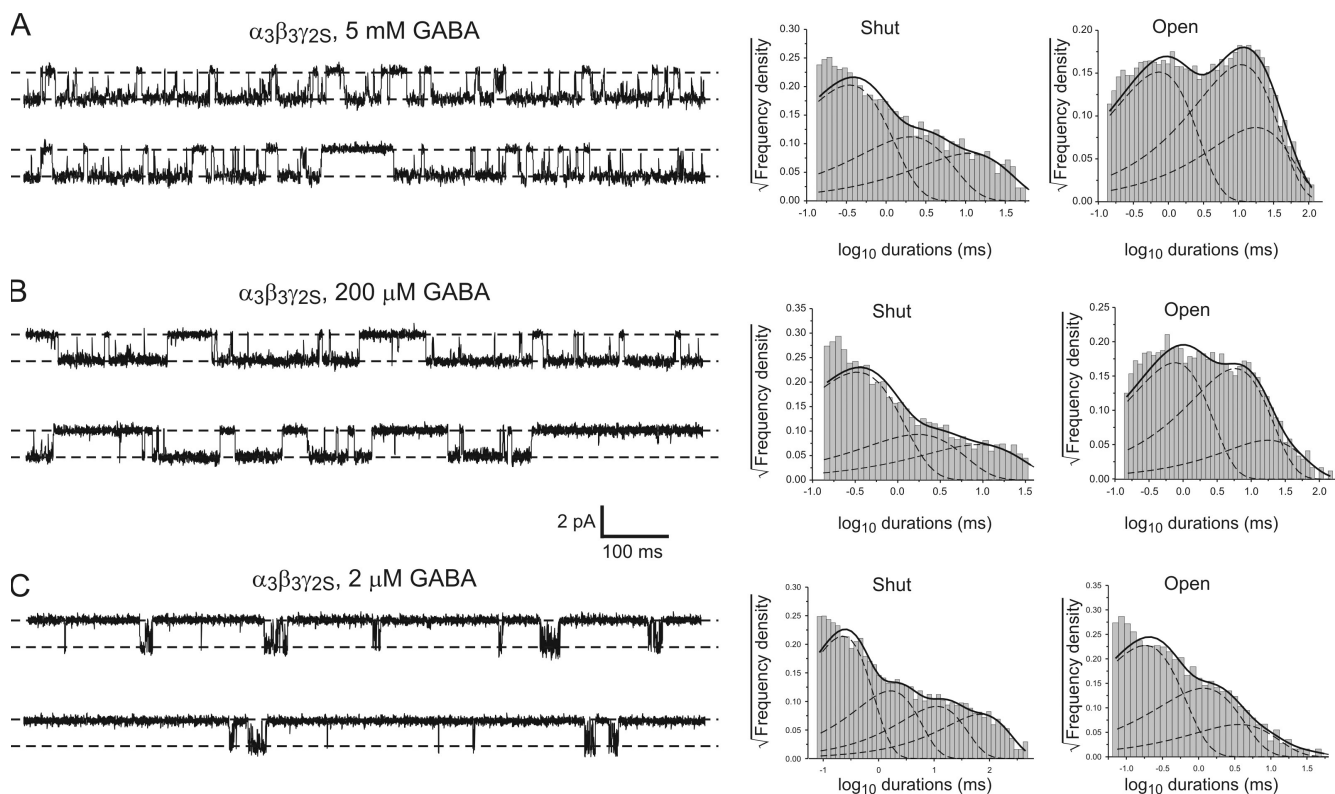 A
α3β3γ2S, 5 mM GABA
Shut
Open
√Frequency density
0.30
0.25
0.20
0.15
0.10
0.05
0.00
-1.0 -0.5 0.0 0.5 1.0 1.5
log10 durations (ms)
√Frequency density
0.20
0.15
0.10
0.05
0.00
-1.0 -0.5 0.0 0.5 1.0 1.5 2.0
log10 durations (ms)
B
α3β3γ2S, 200 μM GABA
Shut
Open
√Frequency density
0.35
0.30
0.25
0.20
0.15
0.10
0.05
0.00
-1.0 -0.5 0.0 0.5 1.0 1.5
log10 durations (ms)
√Frequency density
0.25
0.20
0.15
0.10
0.05
0.00
-1.0 -0.5 0.0 0.5 1.0 1.5 2.0
log10 durations (ms)
2 pA
100 ms
C
α3β3γ2S, 2 μM GABA
Shut
Open
√Frequency density
0.30
0.25
0.20
0.15
0.10
0.05
0.00
-1 0 1 2
log10 durations (ms)
√Frequency density
0.35
0.30
0.25
0.20
0.15
0.10
0.05
0.00
-1.0 -0.5 0.0 0.5 1.0 1.5
log10 durations (ms)